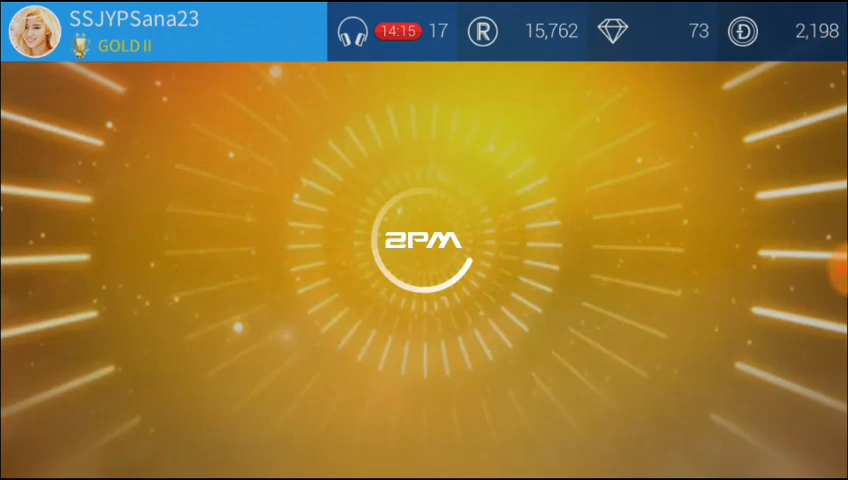 SSJYPSana23
GOLD II
14:15 17
R 15,762
73
Đ 2,198
2PM